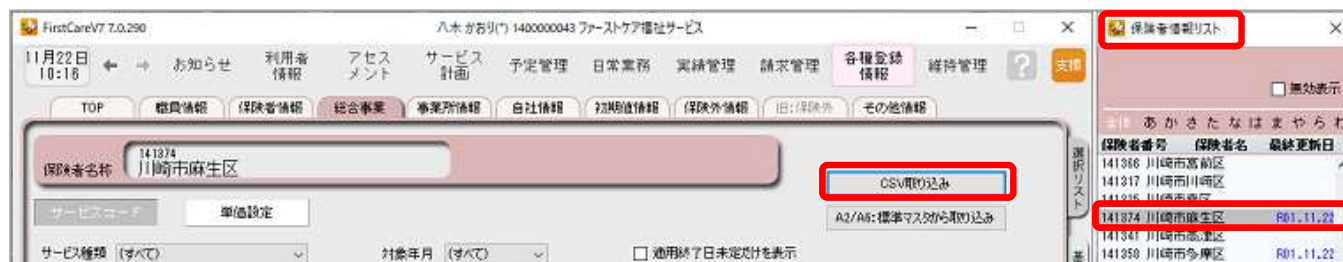 FirstCareV7 7.0.290
八木 かおり(*) 1400000043 ファーストケア福祉サービス
保険者情報リスト
11月22日
10:16
お知らせ
利用者
情報
アセス
メント
サービス
計画
予定管理
日常業務
実績管理
請求管理
各種登録
情報
維持管理
?
支援
無効表示
TOP
職員情報
保険者情報
総合事業
事業所情報
自社情報
初期値情報
保険外情報
旧:保険外
その他情報
あ か さ た な は ま や ら わ
保険者番号 保険者名 最終更新日
保険者名称
141374
川崎市麻生区
選択リスト
CSV取り込み
141366 川崎市宮前区
141317 川崎市川崎区
141374 川崎市麻生区 R01.11.22
141341 川崎市高津区
141358 川崎市多摩区 R01.11.22
サービスコード
単価設定
A2/A6:標準マスタから取り込み
サービス種類 (すべて)
対象年月 (すべて)
適用終了日未定だけを表示